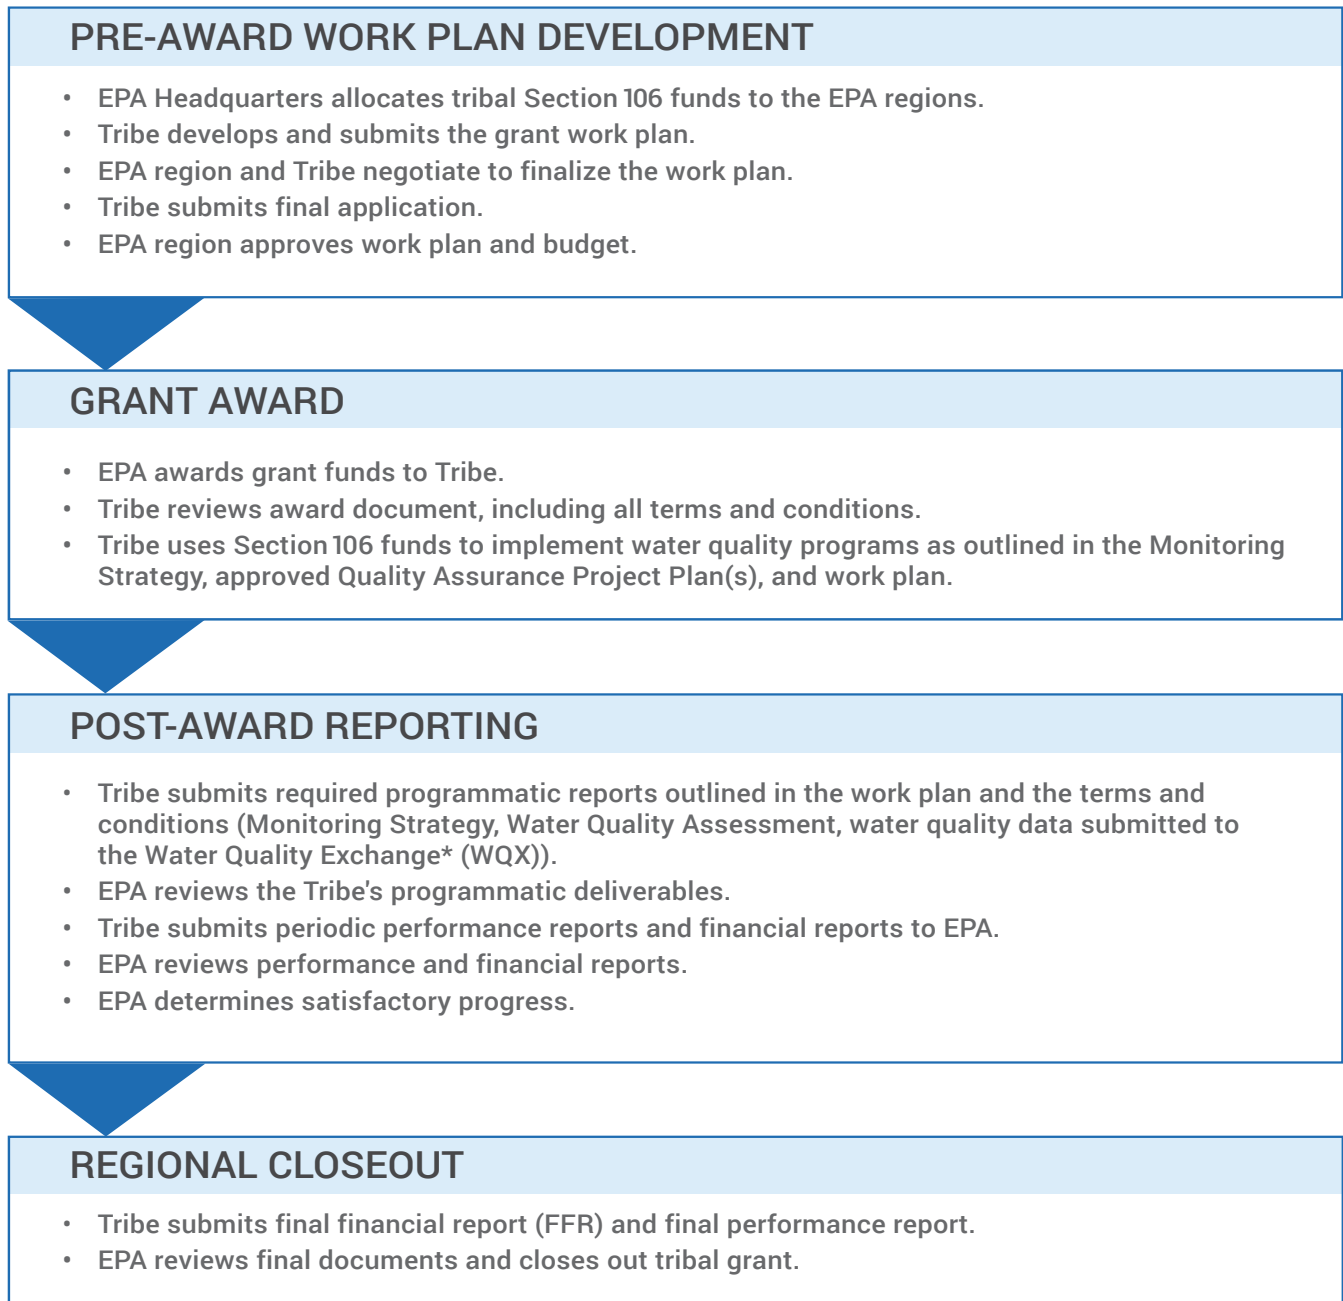 PRE-AWARD WORK PLAN DEVELOPMENT
• EPA Headquarters allocates tribal Section 106 funds to the EPA regions.
• Tribe develops and submits the grant work plan.
• EPA region and Tribe negotiate to finalize the work plan.
• Tribe submits final application.
• EPA region approves work plan and budget.
GRANT AWARD
• EPA awards grant funds to Tribe.
• Tribe reviews award document, including all terms and conditions.
• Tribe uses Section 106 funds to implement water quality programs as outlined in the Monitoring
Strategy, approved Quality Assurance Project Plan(s), and work plan.
POST-AWARD REPORTING
• Tribe submits required programmatic reports outlined in the work plan and the terms and
conditions (Monitoring Strategy, Water Quality Assessment, water quality data submitted to
the Water Quality Exchange* (WQX)).
• EPA reviews the Tribe's programmatic deliverables.
• Tribe submits periodic performance reports and financial reports to EPA.
• EPA reviews performance and financial reports.
• EPA determines satisfactory progress.
REGIONAL CLOSEOUT
• Tribe submits final financial report (FFR) and final performance report.
• EPA reviews final documents and closes out tribal grant.